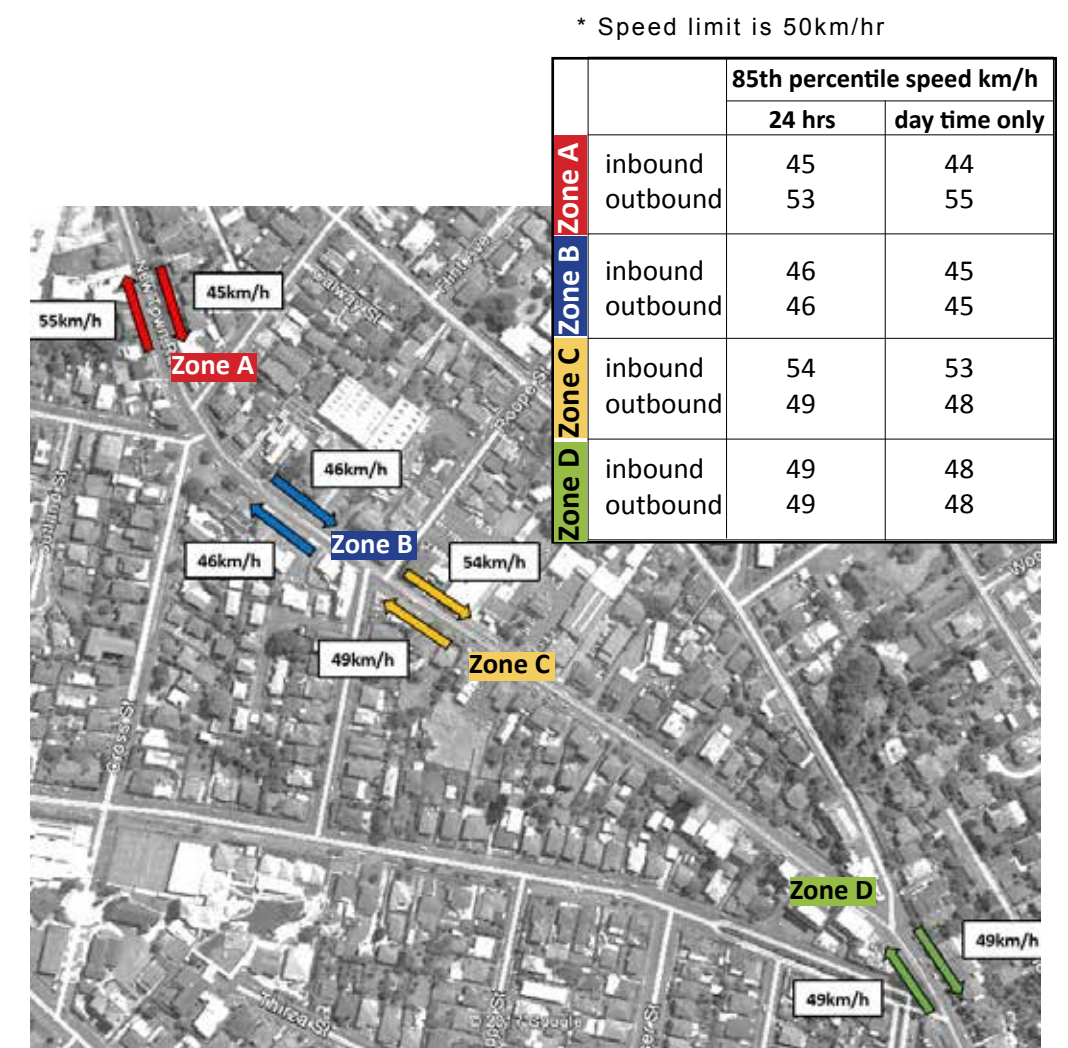 * Speed limit is 50km/hr
85th percentile speed km/h
24 hrs day time only
Zone A
inbound 45 44
outbound 53 55
Zone B
inbound 46 45
outbound 46 45
Zone C
inbound 54 53
outbound 49 48
Zone D
inbound 49 48
outbound 49 48
Galway St
45km/h
55km/h
Zone A
46km/h
Zone B
46km/h
54km/h
49km/h
Zone C
Cross St
Zone D
49km/h
49km/h
Thirza St
© 2017 Google